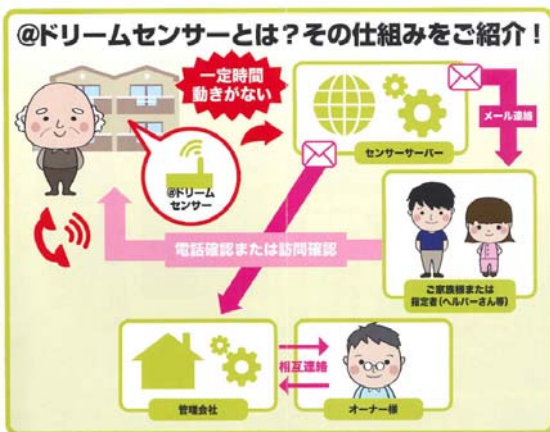 @ドリームセンサーとは?その仕組みをご紹介!
一定時間
動きがない
メール連絡
センサーサーバー
@ドリーム
センサー
電話確認または訪問確認
ご家族様または
指定者(ヘルパーさん等)
相互連絡
管理会社
オーナー様